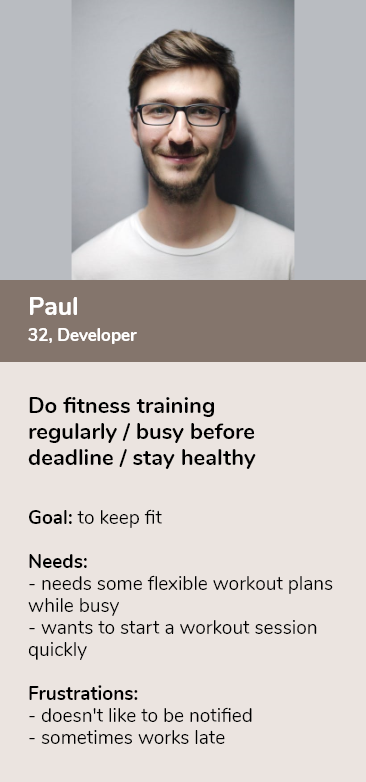 Paul
32, Developer
Do fitness training
regularly / busy before
deadline / stay healthy
Goal: to keep fit
Needs:
- needs some flexible workout plans
while busy
- wants to start a workout session
quickly
Frustrations:
- doesn't like to be notified
- sometimes works late